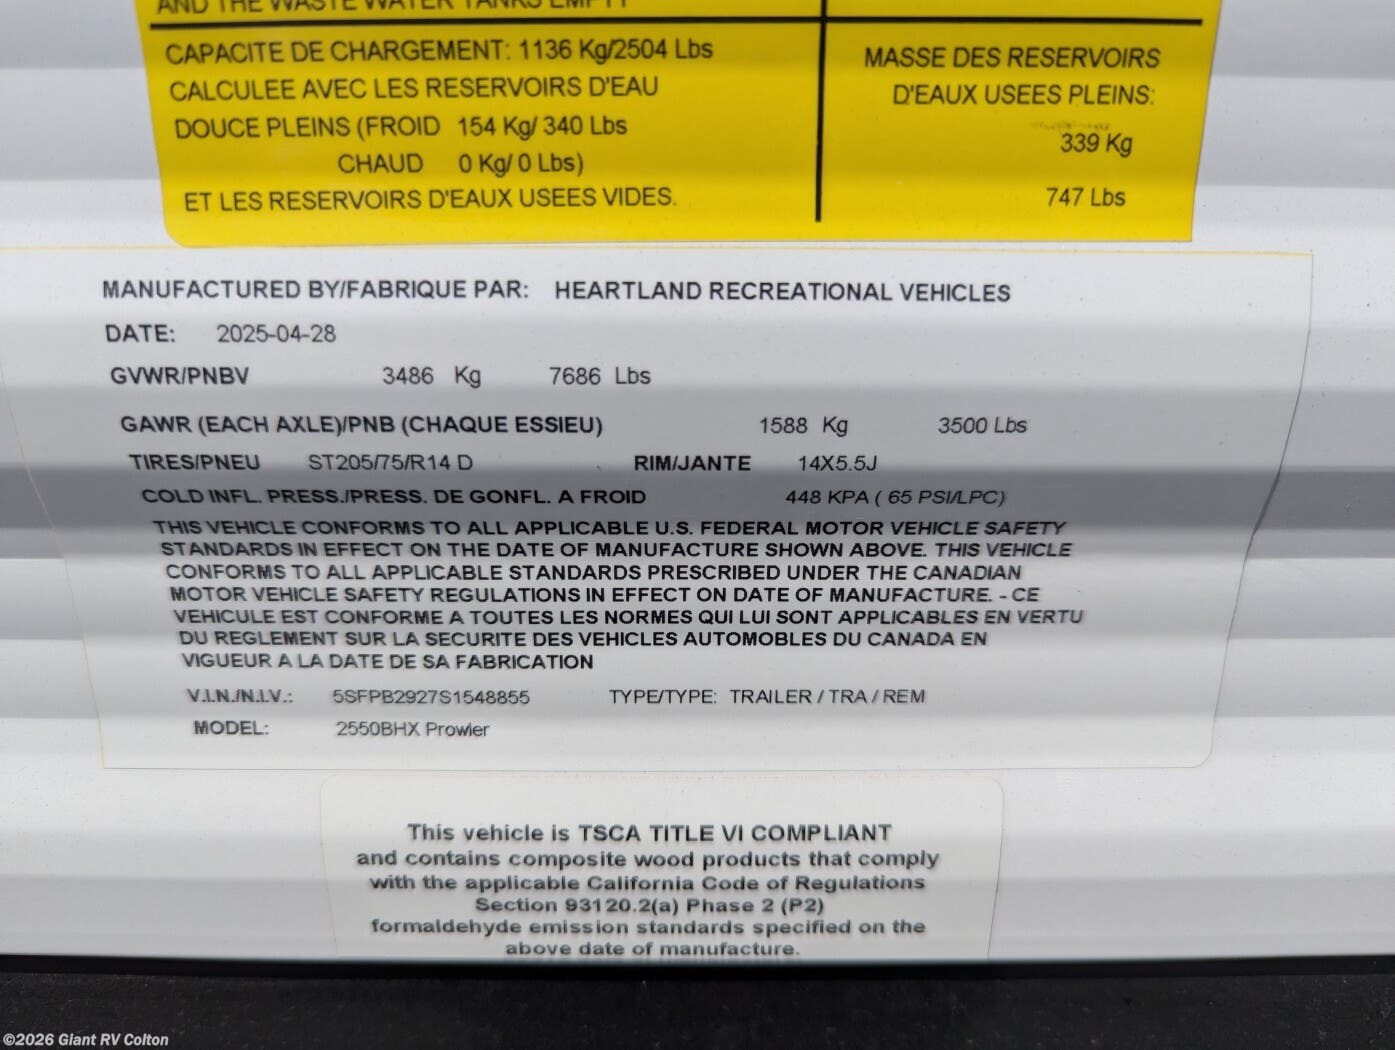 AND THE WASTE WATER TANKS EMPTY
CAPACITE DE CHARGEMENT: 1136 Kg/2504 Lbs
CALCULEE AVEC LES RESERVOIRS D'EAU
DOUCE PLEINS (FROID 154 Kg/ 340 Lbs
CHAUD 0 Kg/ 0 Lbs)
ET LES RESERVOIRS D'EAUX USEES VIDES.
MASSE DES RESERVOIRS
D'EAUX USEES PLEINS:
339 Kg
747 Lbs
MANUFACTURED BY/FABRIQUE PAR: HEARTLAND RECREATIONAL VEHICLES
DATE: 2025-04-28
GVWR/PNBV 3486 Kg 7686 Lbs
GAWR (EACH AXLE)/PNB (CHAQUE ESSIEU) 1588 Kg 3500 Lbs
TIRES/PNEU ST205/75/R14 D RIM/JANTE 14X5.5J
COLD INFL. PRESS./PRESS. DE GONFL. A FROID 448 KPA ( 65 PSI/LPC)
THIS VEHICLE CONFORMS TO ALL APPLICABLE U.S. FEDERAL MOTOR VEHICLE SAFETY
STANDARDS IN EFFECT ON THE DATE OF MANUFACTURE SHOWN ABOVE. THIS VEHICLE
CONFORMS TO ALL APPLICABLE STANDARDS PRESCRIBED UNDER THE CANADIAN
MOTOR VEHICLE SAFETY REGULATIONS IN EFFECT ON DATE OF MANUFACTURE. - CE
VEHICULE EST CONFORME A TOUTES LES NORMES QUI LUI SONT APPLICABLES EN VERTU
DU REGLEMENT SUR LA SECURITE DES VEHICLES AUTOMOBLES DU CANADA EN
VIGUEUR A LA DATE DE SA FABRICATION
V.I.N./N.I.V.: 5SFPB2927S1548855 TYPE/TYPE: TRAILER / TRA / REM
MODEL: 2550BHX Prowler
This vehicle is TSCA TITLE VI COMPLIANT
and contains composite wood products that comply
with the applicable California Code of Regulations
Section 93120.2(a) Phase 2 (P2)
formaldehyde emission standards specified on the
above date of manufacture.
©2026 Giant RV Colton